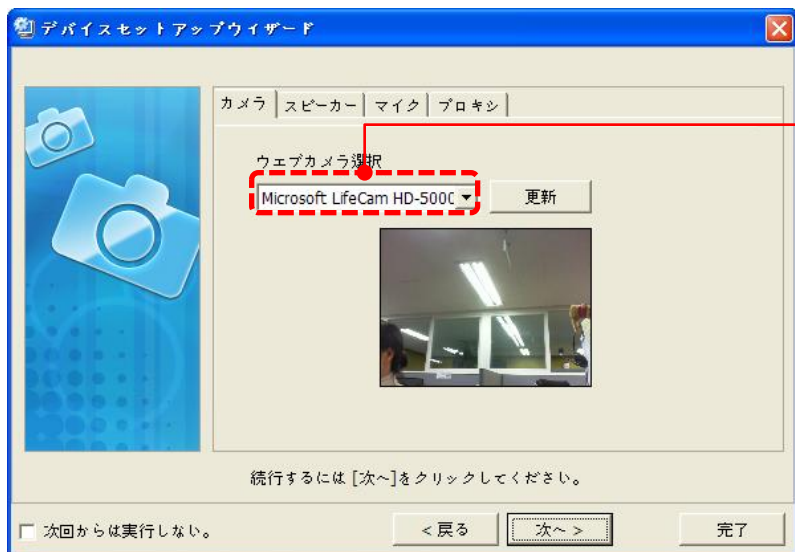 デバイスセットアップウィザード
カメラ スピーカー マイク プロキシ
ウェブカメラ選択
Microsoft LifeCam HD-5000 更新
続行するには [次へ]をクリックしてください。
次回からは実行しない。 < 戻る 次へ > 完了